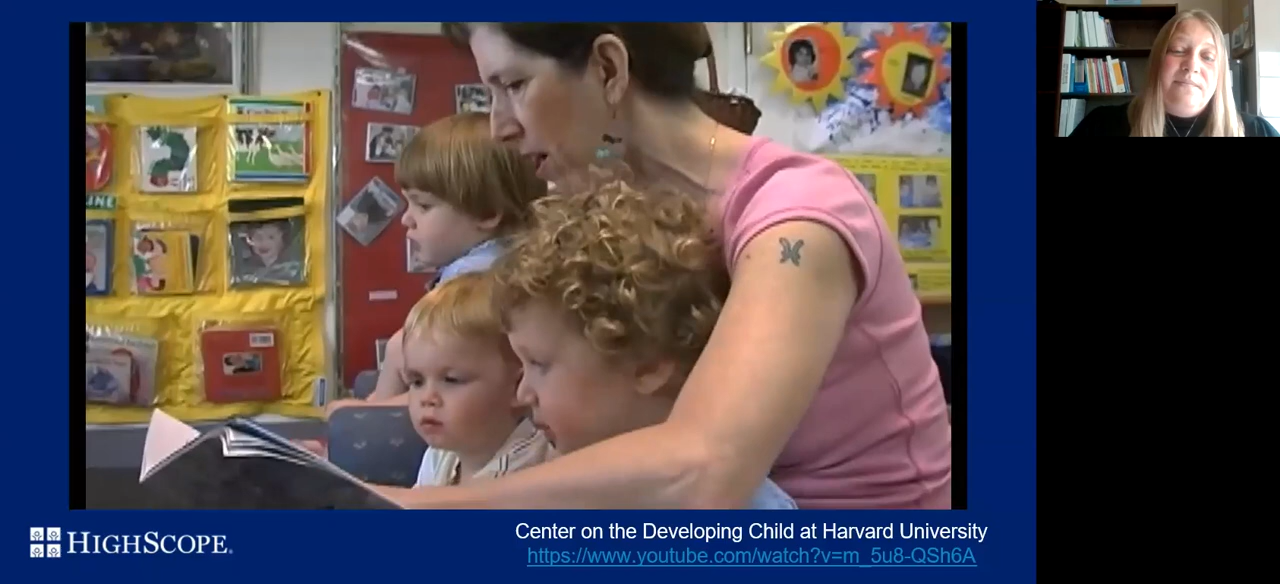 HIGHSCOPE®
Center on the Developing Child at Harvard University
https://www.youtube.com/watch?v=m_5u8-QSh6A